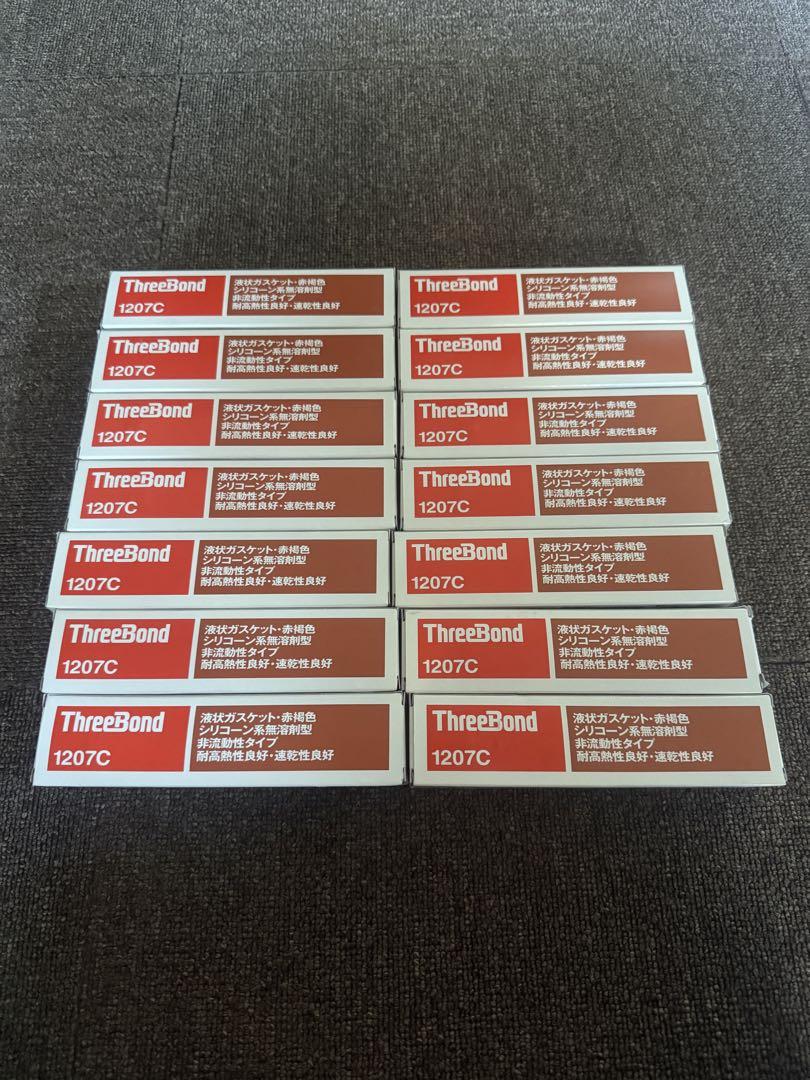 ThreeBond
1207C
液状ガスケット・赤褐色
シリコーン系無溶剤型
非流動性タイプ
耐高熱性良好・速乾性良好
ThreeBond
1207C
液状ガスケット・赤褐色
シリコーン系無溶剤型
非流動性タイプ
耐高熱性良好・速乾性良好
ThreeBond
1207C
液状ガスケット・赤褐色
シリコーン系無溶剤型
非流動性タイプ
耐高熱性良好・速乾性良好
ThreeBond
1207C
液状ガスケット・赤褐色
シリコーン系無溶剤型
非流動性タイプ
耐高熱性良好・速乾性良好
ThreeBond
1207C
液状ガスケット・赤褐色
シリコーン系無溶剤型
非流動性タイプ
耐高熱性良好・速乾性良好
ThreeBond
1207C
液状ガスケット・赤褐色
シリコーン系無溶剤型
非流動性タイプ
耐高熱性良好・速乾性良好
ThreeBond
1207C
液状ガスケット・赤褐色
シリコーン系無溶剤型
非流動性タイプ
耐高熱性良好・速乾性良好
ThreeBond
1207C
液状ガスケット・赤褐色
シリコーン系無溶剤型
非流動性タイプ
耐高熱性良好・速乾性良好
ThreeBond
1207C
液状ガスケット・赤褐色
シリコーン系無溶剤型
非流動性タイプ
耐高熱性良好・速乾性良好
ThreeBond
1207C
液状ガスケット・赤褐色
シリコーン系無溶剤型
非流動性タイプ
耐高熱性良好・速乾性良好
ThreeBond
1207C
液状ガスケット・赤褐色
シリコーン系無溶剤型
非流動性タイプ
耐高熱性良好・速乾性良好
ThreeBond
1207C
液状ガスケット・赤褐色
シリコーン系無溶剤型
非流動性タイプ
耐高熱性良好・速乾性良好
ThreeBond
1207C
液状ガスケット・赤褐色
シリコーン系無溶剤型
非流動性タイプ
耐高熱性良好・速乾性良好
ThreeBond
1207C
液状ガスケット・赤褐色
シリコーン系無溶剤型
非流動性タイプ
耐高熱性良好・速乾性良好